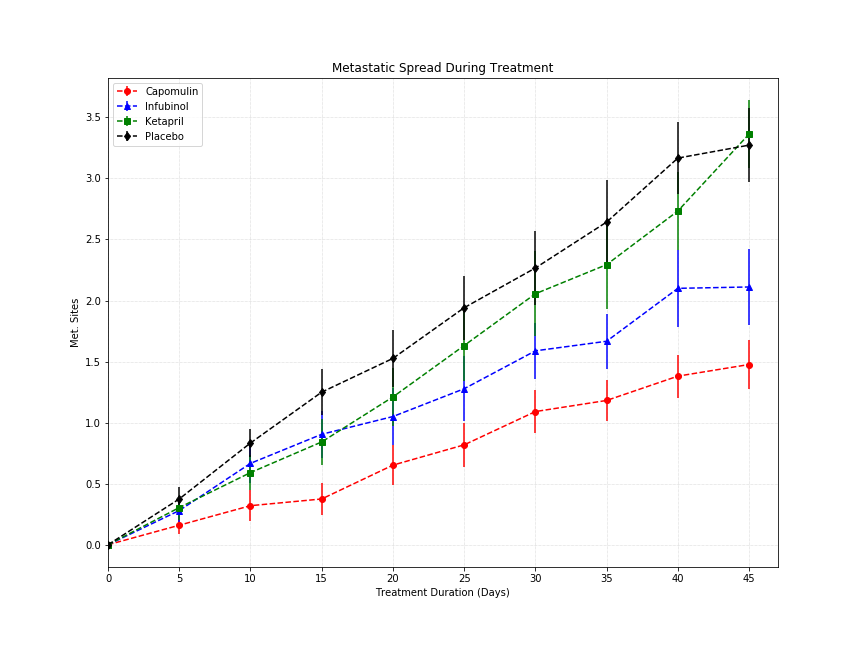 Metastatic Spread During Treatment
Capomulin
Infubinol
Ketapril
Placebo
Met. Sites
3.5
3.0
2.5
2.0
1.5
1.0
0.5
0.0
0 5 10 15 20 25 30 35 40 45
Treatment Duration (Days)